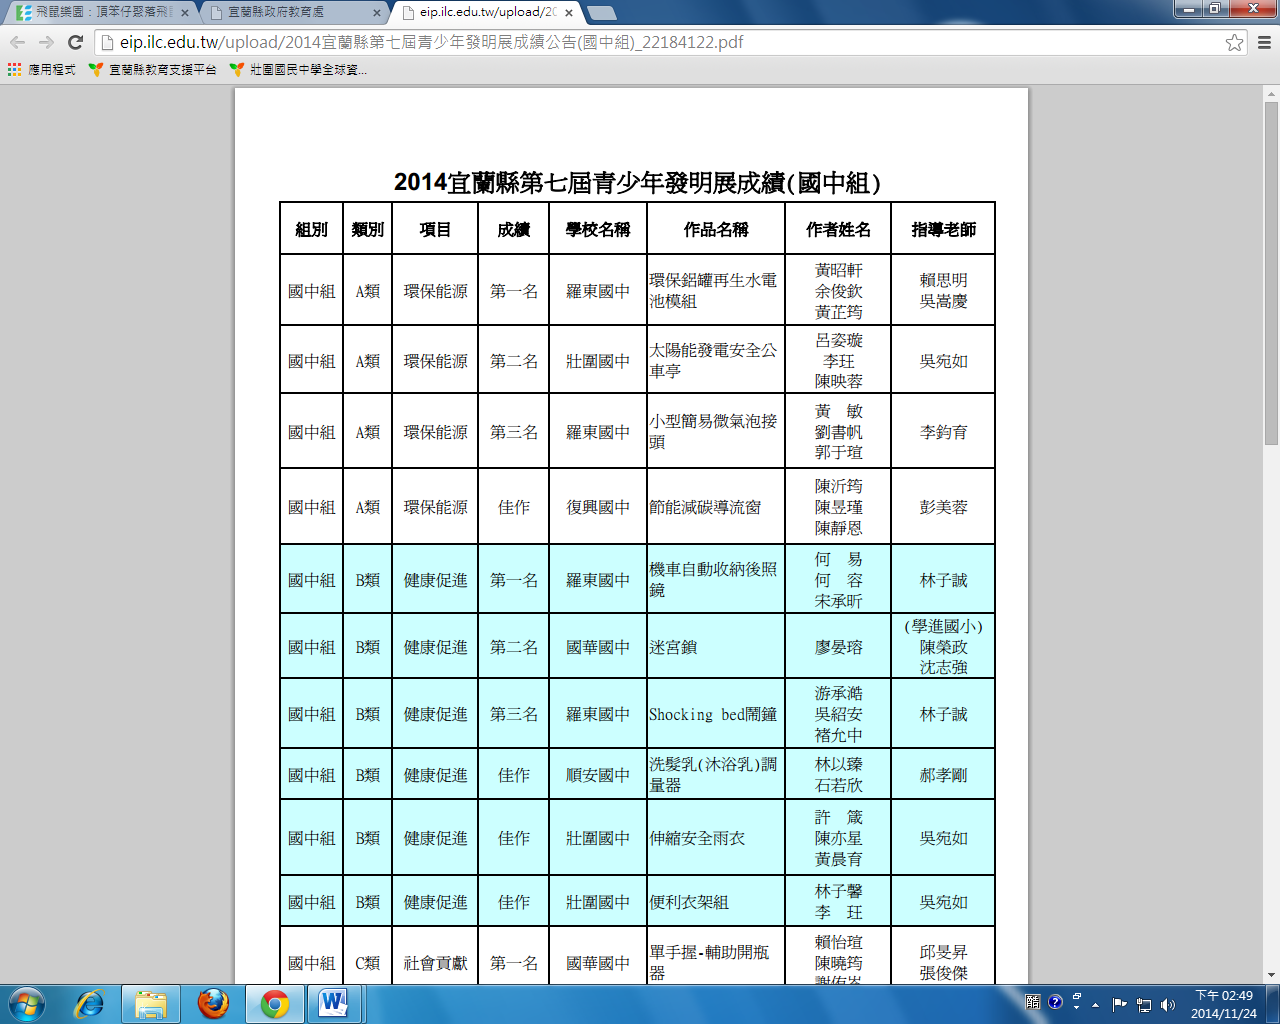 飛鼠樂園：頂笨仔聚落飛
宜蘭縣政府教育處
eip.ilc.edu.tw/upload/20
eip.ilc.edu.tw/upload/2014宜蘭縣第七屆青少年發明展成績公告(國中組)_22184122.pdf
應用程式
宜蘭縣教育支援平台
壯圍國民中學全球資...
2014宜蘭縣第七屆青少年發明展成績(國中組)
組別 類別 項目 成績 學校名稱 作品名稱 作者姓名 指導老師
國中組 A類 環保能源 第一名 羅東國中
環保鋁罐再生水電
池模組
黃昭軒
余俊欽
黃芷筠
賴思明
吳嵩慶
國中組 A類 環保能源 第二名 壯圍國中
太陽能發電安全公
車亭
呂姿璇
李玨
陳映蓉
吳宛如
國中組 A類 環保能源 第三名 羅東國中
小型簡易微氣泡接
頭
黃　敏
劉書帆
郭于瑄
李鈞育
國中組 A類 環保能源 佳作 復興國中
節能減碳導流窗
陳沂筠
陳昱瑾
陳靜恩
彭美蓉
國中組 B類 健康促進 第一名 羅東國中
機車自動收納後照
鏡
何　易
何　容
宋承昕
林子誠
國中組 B類 健康促進 第二名 國華國中
迷宮鎖
廖晏瑢
(學進國小)
陳榮政
沈志強
國中組 B類 健康促進 第三名 羅東國中
Shocking bed鬧鐘
游承澔
吳紹安
褚允中
林子誠
國中組 B類 健康促進 佳作 順安國中
洗髮乳(沐浴乳)調
量器
林以臻
石若欣
郝孝剛
國中組 B類 健康促進 佳作 壯圍國中
伸縮安全雨衣
許　箴
陳亦星
黃晨育
吳宛如
國中組 B類 健康促進 佳作 壯圍國中
便利衣架組
林子馨
李　玨
吳宛如
國中組 C類 社會貢獻 第一名 國華國中
單手握-輔助開瓶
器
賴怡瑄
陳曉筠
邱旻昇
張俊傑
下午 02:49
2014/11/24